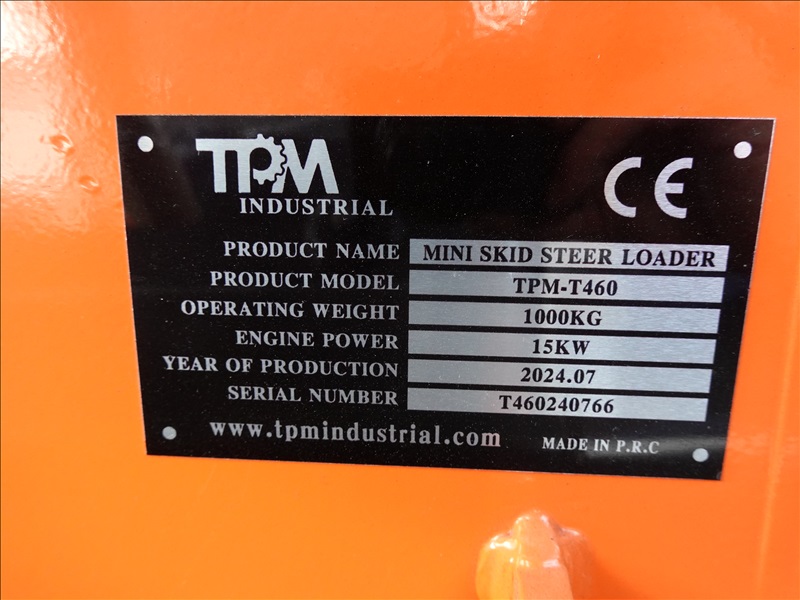 TPM
INDUSTRIAL
CE
PRODUCT NAME MINI SKID STEER LOADER
PRODUCT MODEL TPM-T460
OPERATING WEIGHT 1000KG
ENGINE POWER 15KW
YEAR OF PRODUCTION 2024.07
SERIAL NUMBER T460240766
www.tpmindustrial.com MADE IN P.R.C